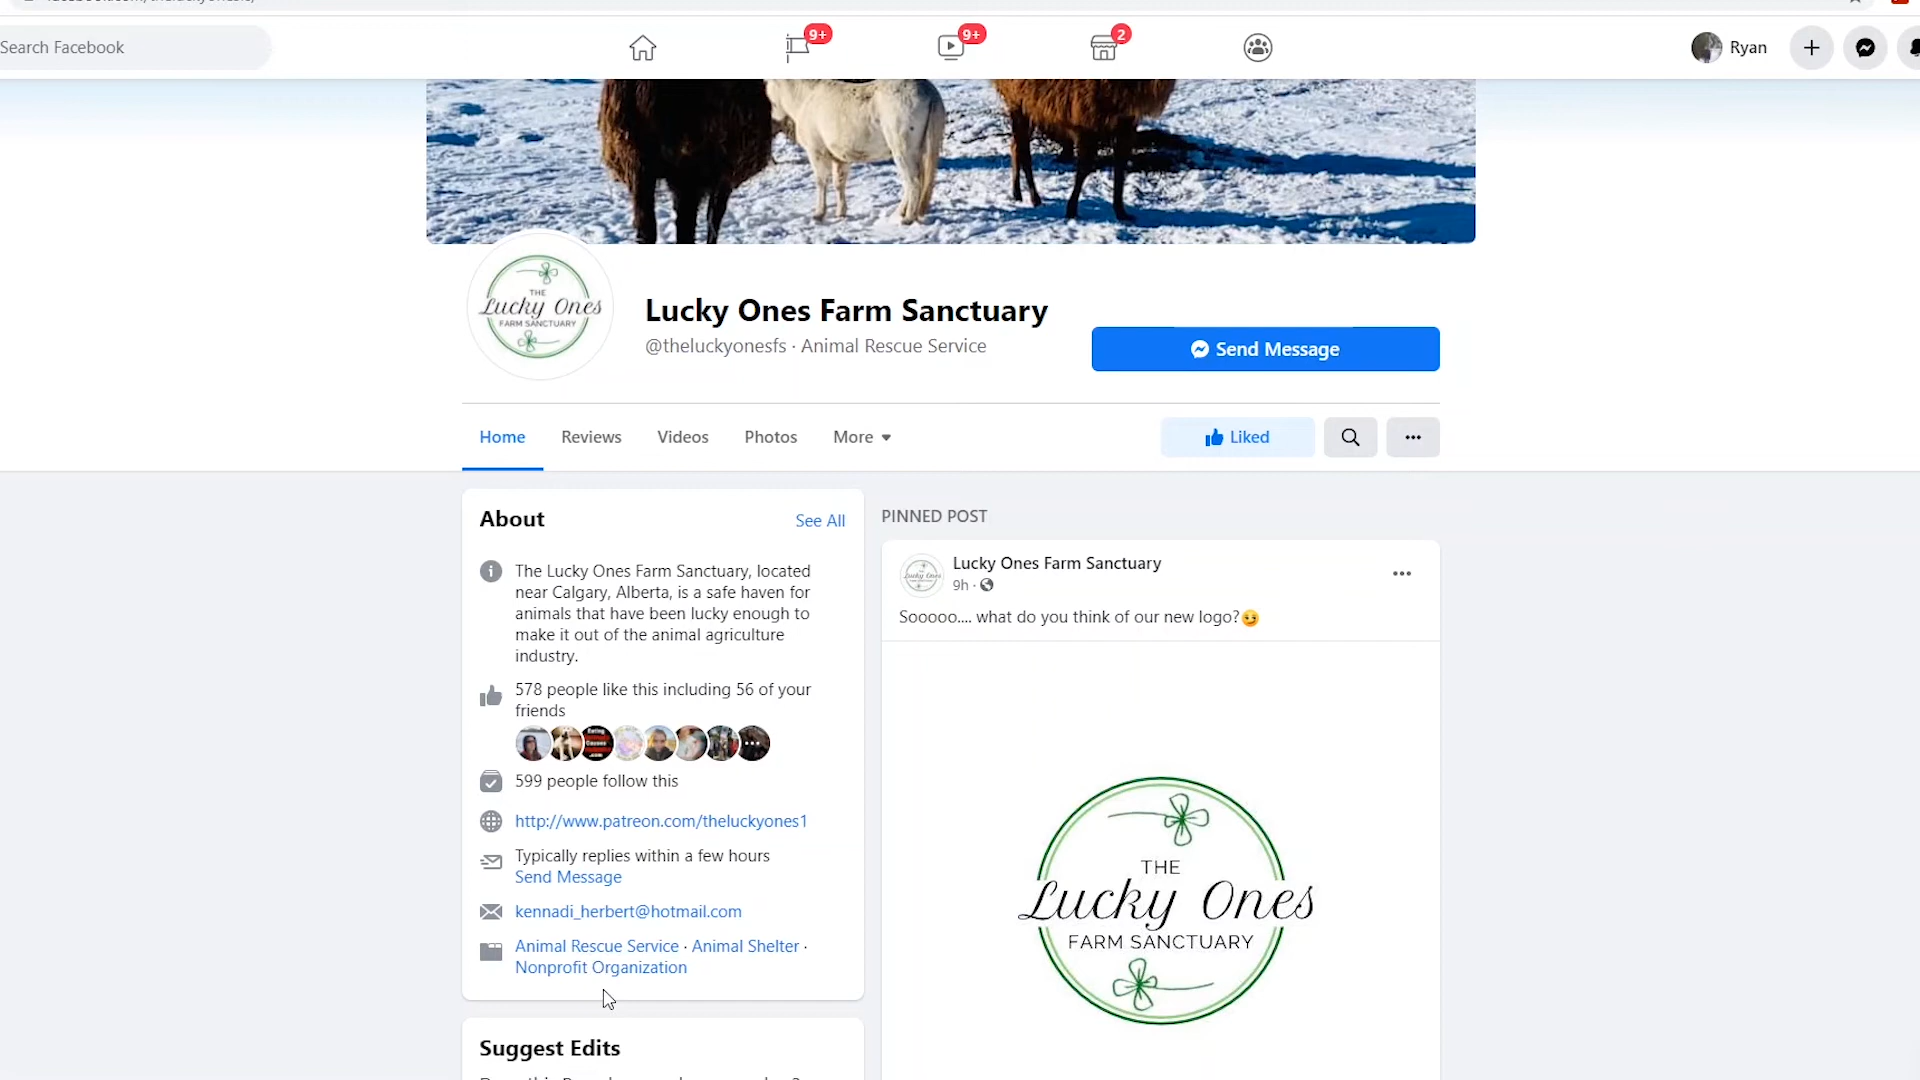 Search Facebook
9+
9+
2
Ryan
THE
Lucky Ones
FARM SANCTUARY
Lucky Ones Farm Sanctuary
@theluckyonesfs · Animal Rescue Service
Send Message
Home
Reviews
Videos
Photos
More
Liked
About
See All
The Lucky Ones Farm Sanctuary, located
near Calgary, Alberta, is a safe haven for
animals that have been lucky enough to
make it out of the animal agriculture
industry.
578 people like this including 56 of your
friends
599 people follow this
http://www.patreon.com/theluckyones1
Typically replies within a few hours
Send Message
kennadi_herbert@hotmail.com
Animal Rescue Service · Animal Shelter ·
Nonprofit Organization
Suggest Edits
PINNED POST
Lucky Ones Farm Sanctuary
9h ·
Sooooo.... what do you think of our new logo?😏
THE
Lucky Ones
FARM SANCTUARY